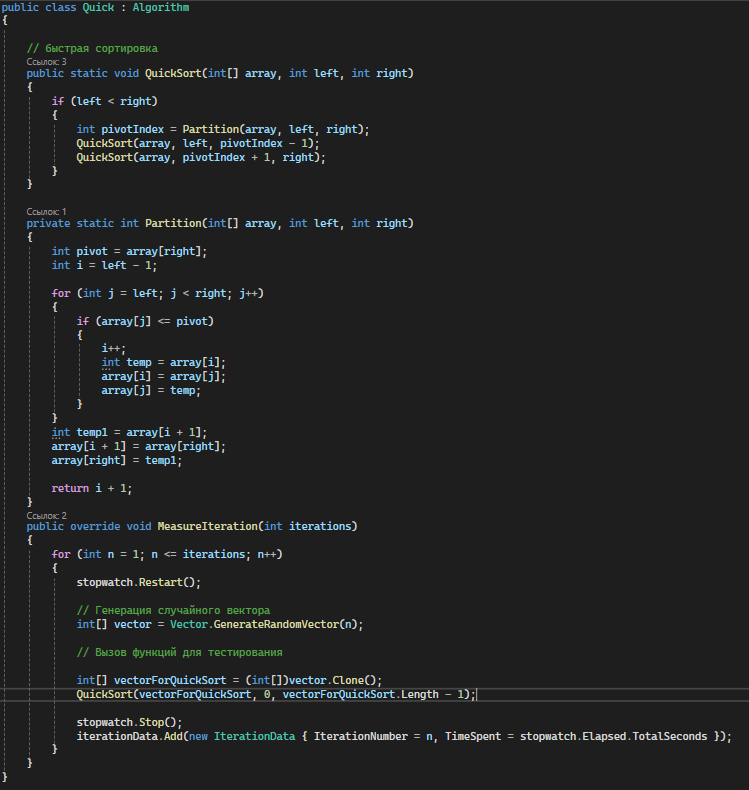 public class Quick : Algorithm
{
// быстрая сортировка
Ссылок: 3
public static void QuickSort(int[] array, int left, int right)
{
if (left < right)
{
int pivotIndex = Partition(array, left, right);
QuickSort(array, left, pivotIndex - 1);
QuickSort(array, pivotIndex + 1, right);
}
}
Ссылок: 1
private static int Partition(int[] array, int left, int right)
{
int pivot = array[right];
int i = left - 1;
for (int j = left; j < right; j++)
{
if (array[j] <= pivot)
{
i++;
int temp = array[i];
array[i] = array[j];
array[j] = temp;
}
}
int temp1 = array[i + 1];
array[i + 1] = array[right];
array[right] = temp1;
return i + 1;
}
Ссылок: 2
public override void MeasureIteration(int iterations)
{
for (int n = 1; n <= iterations; n++)
{
stopwatch.Restart();
// Генерация случайного вектора
int[] vector = Vector.GenerateRandomVector(n);
// Вызов функций для тестирования
int[] vectorForQuickSort = (int[])vector.Clone();
QuickSort(vectorForQuickSort, 0, vectorForQuickSort.Length - 1);
stopwatch.Stop();
iterationData.Add(new IterationData { IterationNumber = n, TimeSpent = stopwatch.Elapsed.TotalSeconds });
}
}
}